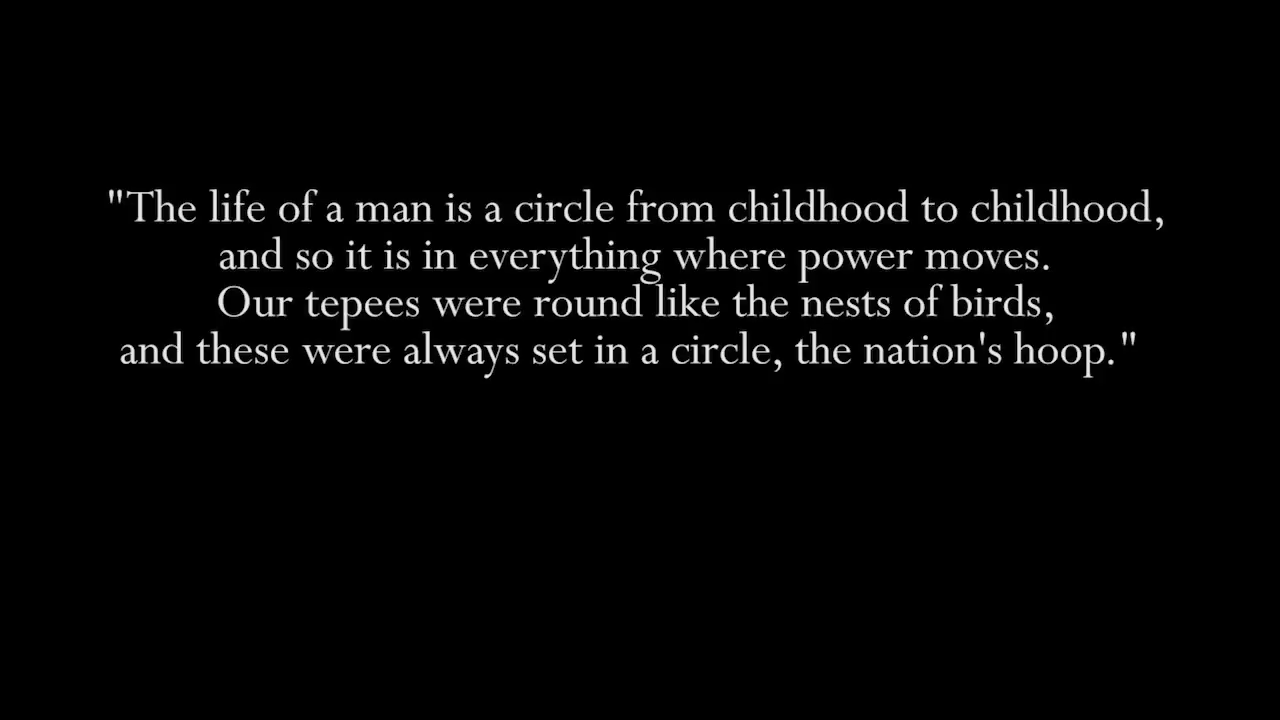 "The life of a man is a circle from childhood to childhood,
and so it is in everything where power moves.
Our tepees were round like the nests of birds,
and these were always set in a circle, the nation's hoop."